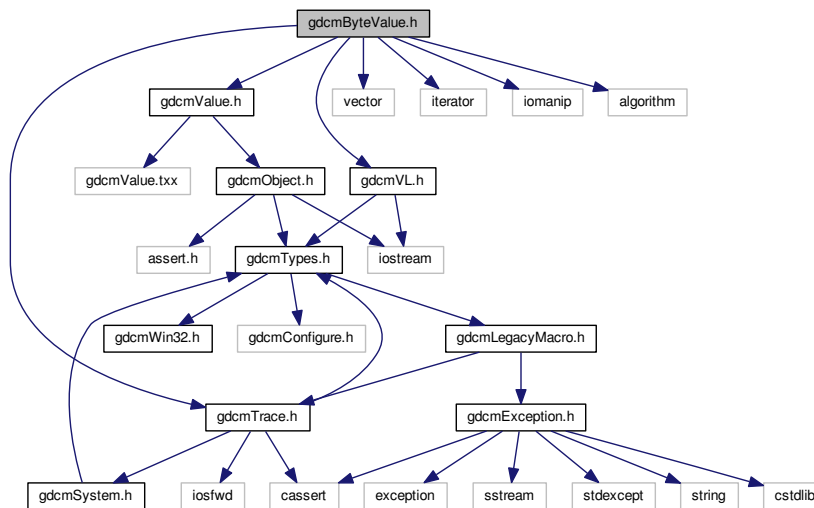 gdcmByteValue.h
gdcmValue.h
vector
iterator
iomanip
algorithm
gdcmValue.txx
gdcmObject.h
gdcmVL.h
assert.h
gdcmTypes.h
iostream
gdcmWin32.h
gdcmConfigure.h
gdcmLegacyMacro.h
gdcmTrace.h
gdcmException.h
gdcmSystem.h
iosfwd
cassert
exception
sstream
stdexcept
string
cstdlib